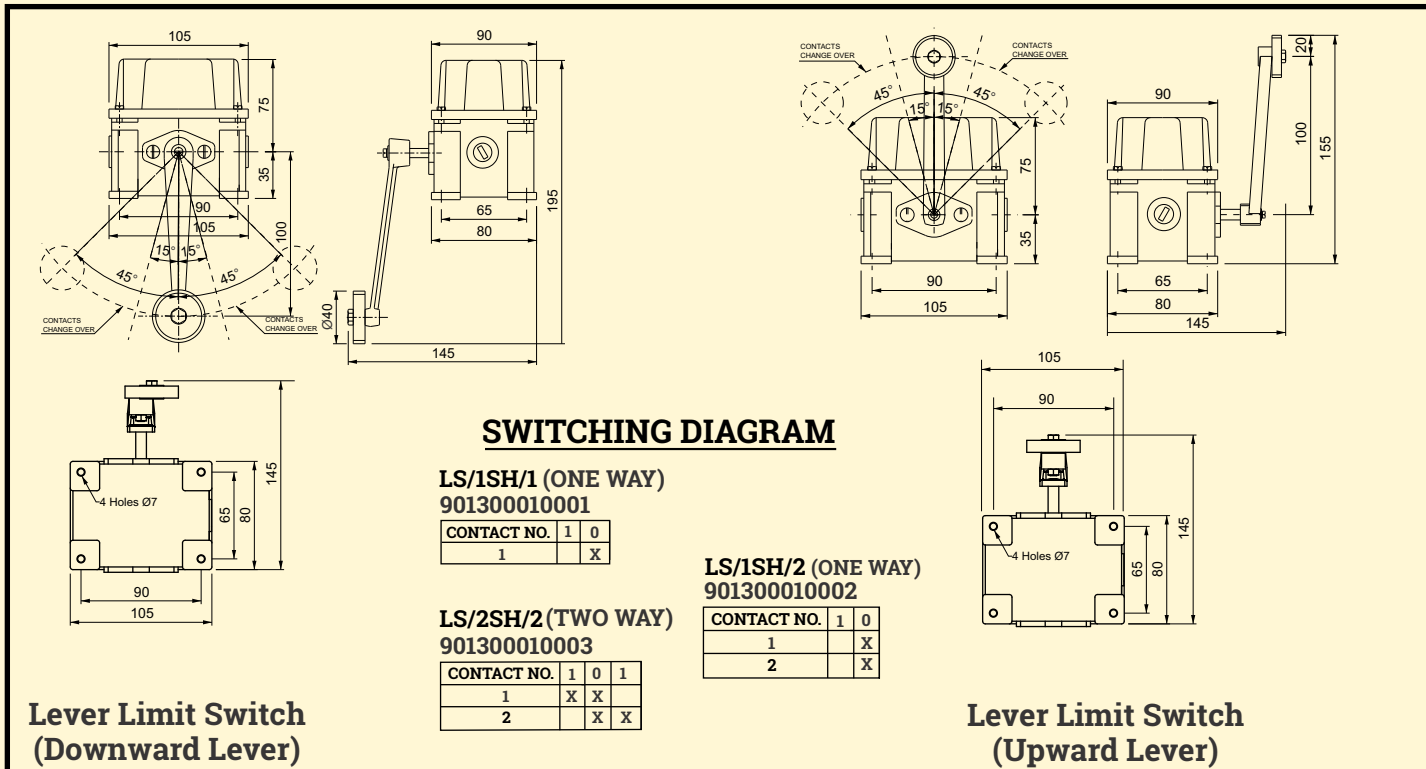 105
75
35
90
105
100
15° 15°
45° 45°
CONTACTS
CHANGE OVER
CONTACTS
CHANGE OVER
90
195
65
80
Ø40
145
CONTACTS
CHANGE OVER
CONTACTS
CHANGE OVER
45° 45°
15° 15°
75
35
90
105
20
90
100
155
65
80
145
145
4 Holes Ø7
65
80
90
105
SWITCHING DIAGRAM
LS/1SH/1 (ONE WAY)
901300010001
CONTACT NO. 1 0
1 X
LS/2SH/2 (TWO WAY)
901300010003
CONTACT NO. 1 0 1
1 X X
2 X X
LS/1SH/2 (ONE WAY)
901300010002
CONTACT NO. 1 0
1 X
2 X
105
90
145
4 Holes Ø7
65
80
Lever Limit Switch
(Downward Lever)
Lever Limit Switch
(Upward Lever)